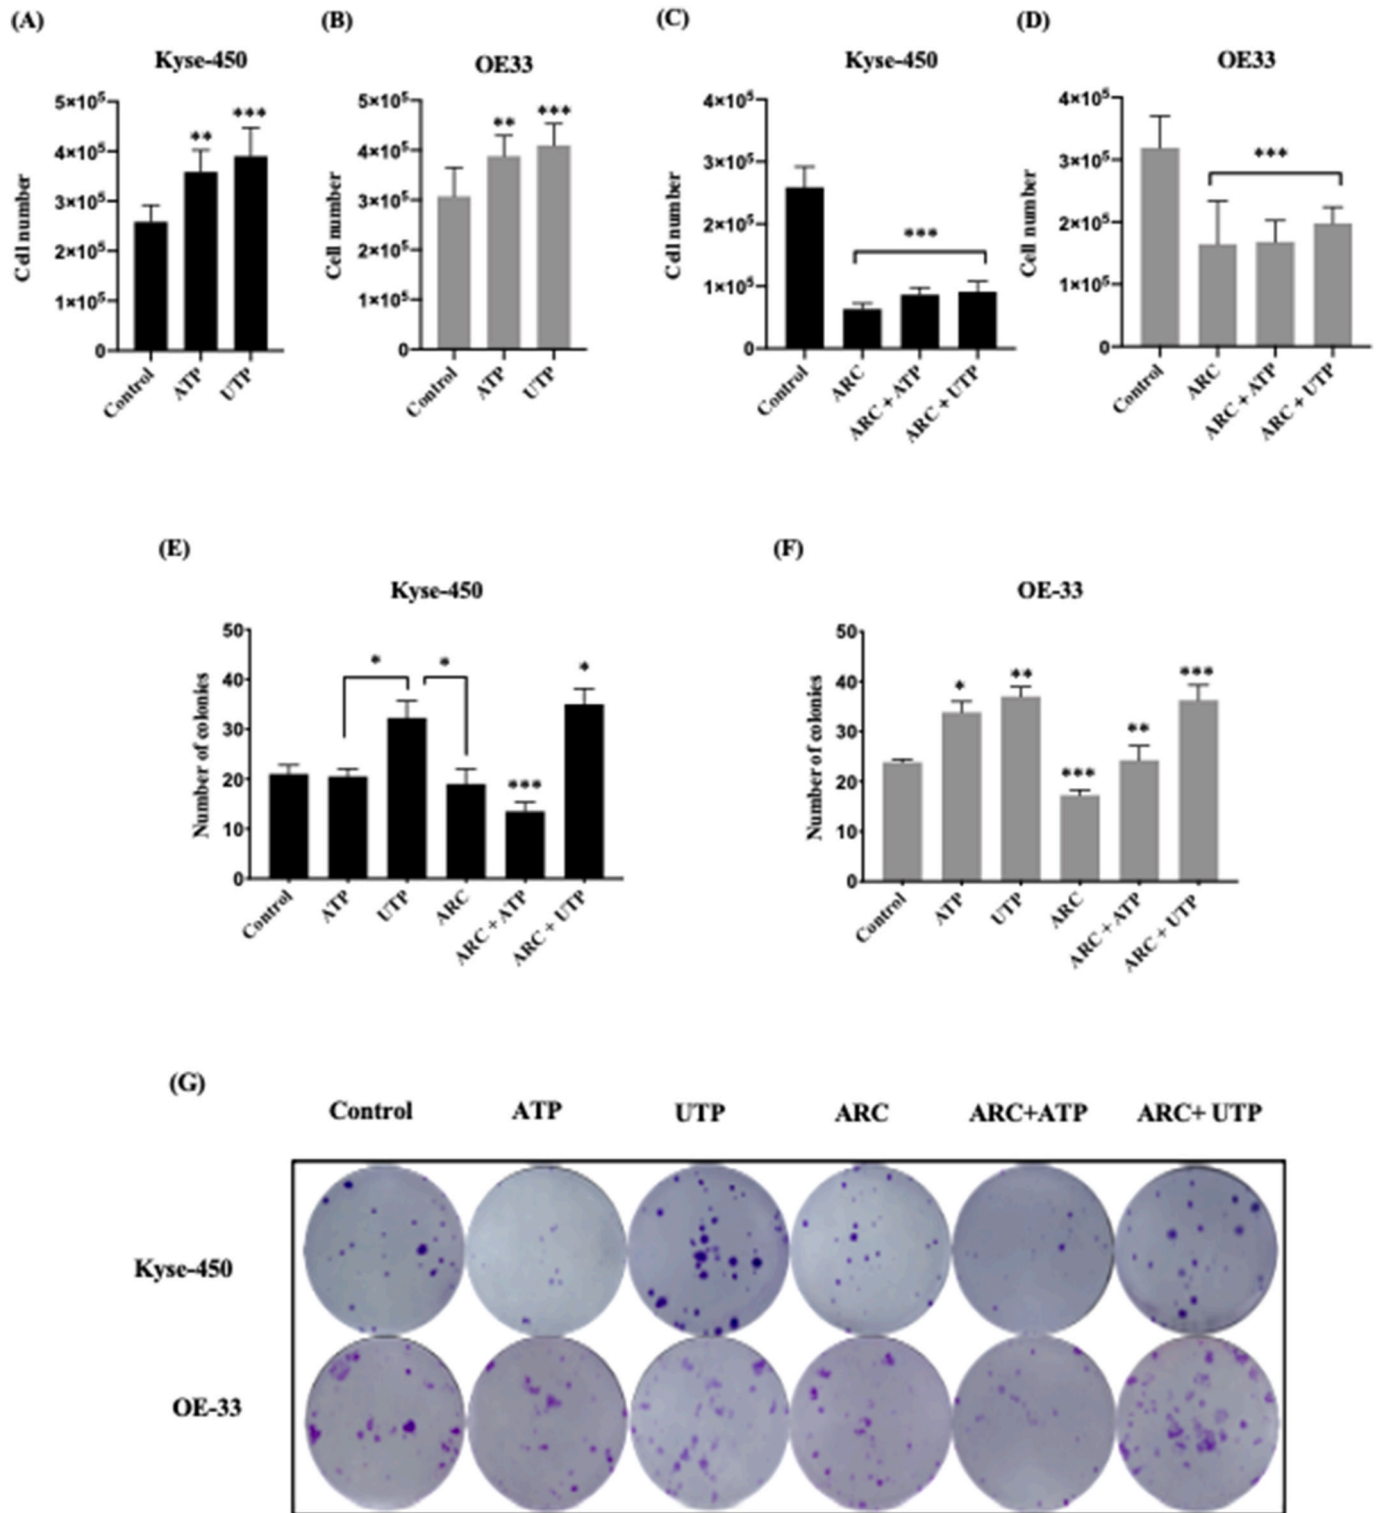 (A)
Kyse-450
5×10⁵
4×10⁵
3×10⁵
2×10⁵
1×10⁵
0
Cell number
**
***
Control
ATP
UTP
(B)
OE33
5×10⁵
4×10⁵
3×10⁵
2×10⁵
1×10⁵
0
Cell number
**
***
Control
ATP
UTP
(C)
Kyse-450
4×10⁵
3×10⁵
2×10⁵
1×10⁵
0
Cell number
***
Control
ARC
ARC + ATP
ARC + UTP
(D)
OE33
4×10⁵
3×10⁵
2×10⁵
1×10⁵
0
Cell number
***
Control
ARC
ARC + ATP
ARC + UTP
(E)
Kyse-450
50
40
30
20
10
0
Number of colonies
*
*
***
*
Control
ATP
UTP
ARC
ARC + ATP
ARC + UTP
(F)
OE-33
50
40
30
20
10
0
Number of colonies
*
**
***
**
***
Control
ATP
UTP
ARC
ARC + ATP
ARC + UTP
(G)
Control ATP UTP ARC ARC+ATP ARC+ UTP
Kyse-450
OE-33